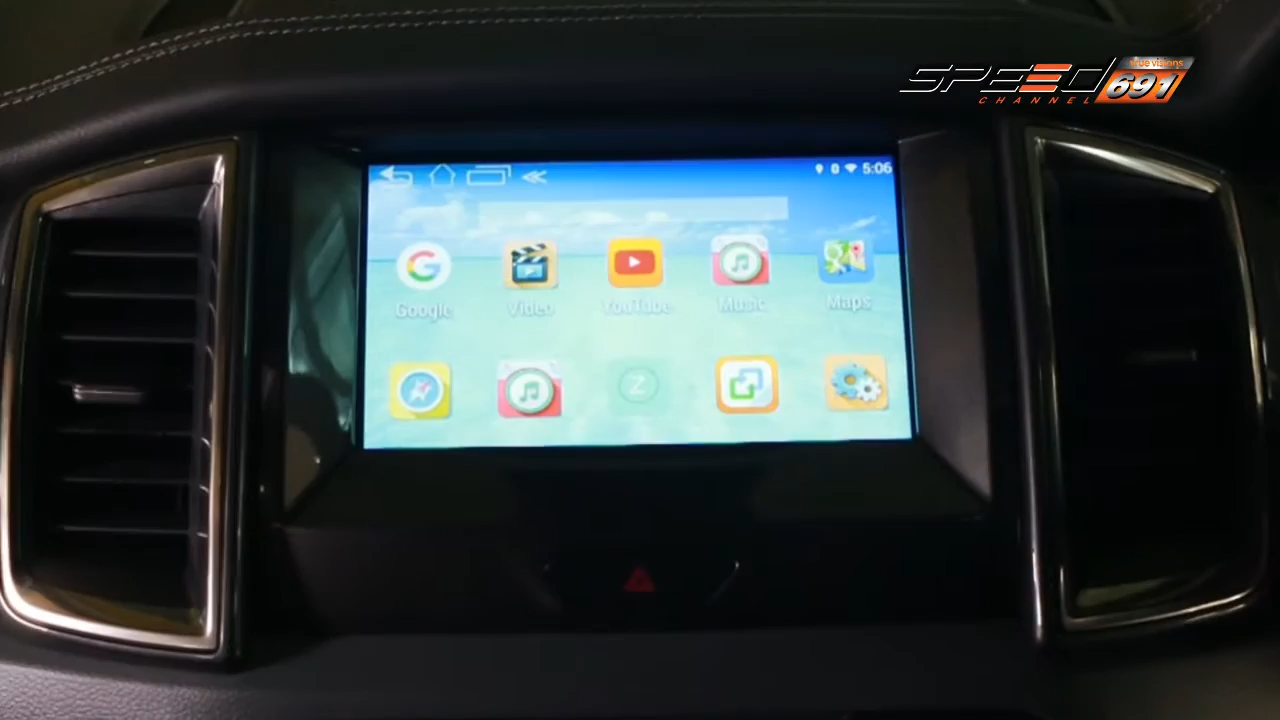 true visions
SPEED 691
CHANNEL
5:06
Google Video YouTube Music Maps
Z